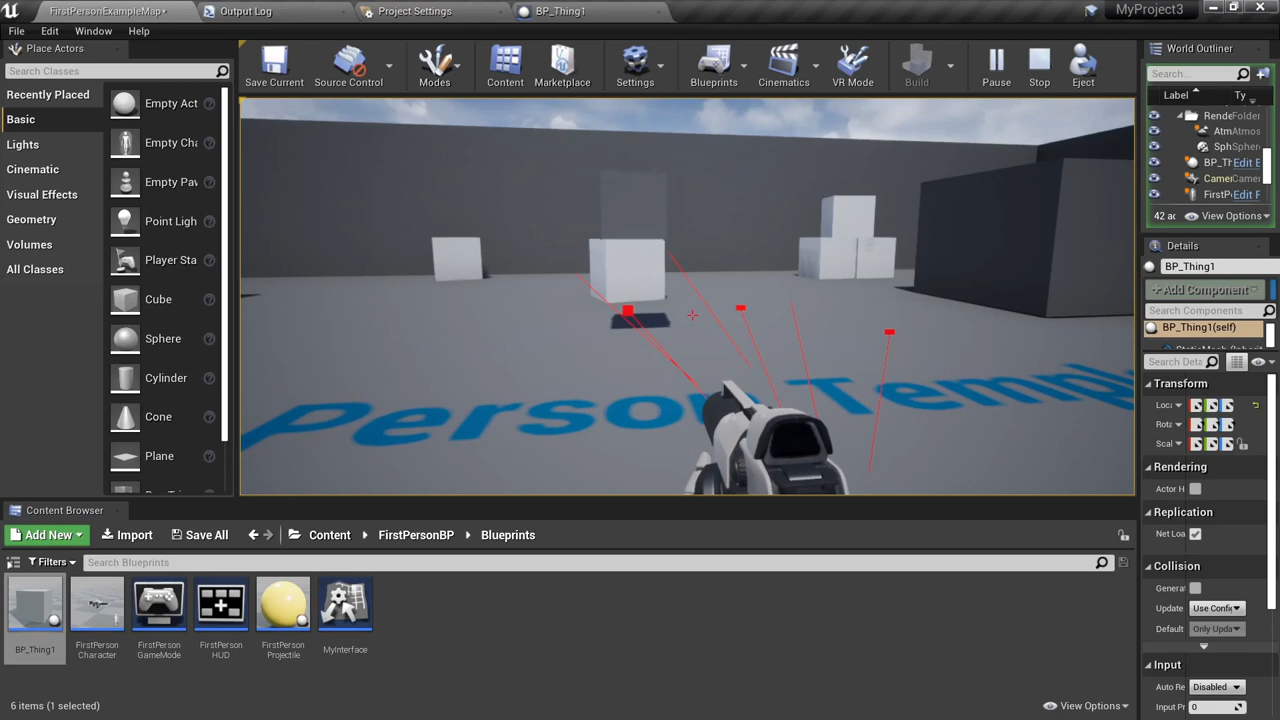 FirstPersonExampleMap•
Output Log
Project Settings
BP_Thing1
MyProject3
File Edit Window Help
Place Actors
Search Classes
Recently Placed
Basic
Lights
Cinematic
Visual Effects
Geometry
Volumes
All Classes
Empty Act
Empty Cha
Empty Paw
Point Ligh
Player Sta
Cube
Sphere
Cylinder
Cone
Plane
Save Current
Source Control
Modes
Content
Marketplace
Settings
Blueprints
Cinematics
VR Mode
Build
Pause
Stop
Eject
Person Templ
World Outliner
Search...
Label Ty
RendeFolder
AtmAtmos
SphSphere
BP_ThEdit B
CameCamer
FirstPEdit F
42 ac View Options
Details
BP_Thing1
+ Add Component
Search Components
BP_Thing1(self)
Search Deta
Transform
Loca
Rota
Scal
Rendering
Actor H
Replication
Net Loa
Collision
Genera
Update Use Config
Default Only Upda
Input
Auto Re Disabled
Input Pr 0
Content Browser
Add New Import Save All Content FirstPersonBP Blueprints
Filters Search Blueprints
BP_Thing1
FirstPerson
Character
FirstPerson
GameMode
FirstPerson
HUD
FirstPerson
Projectile
MyInterface
6 items (1 selected)
View Options